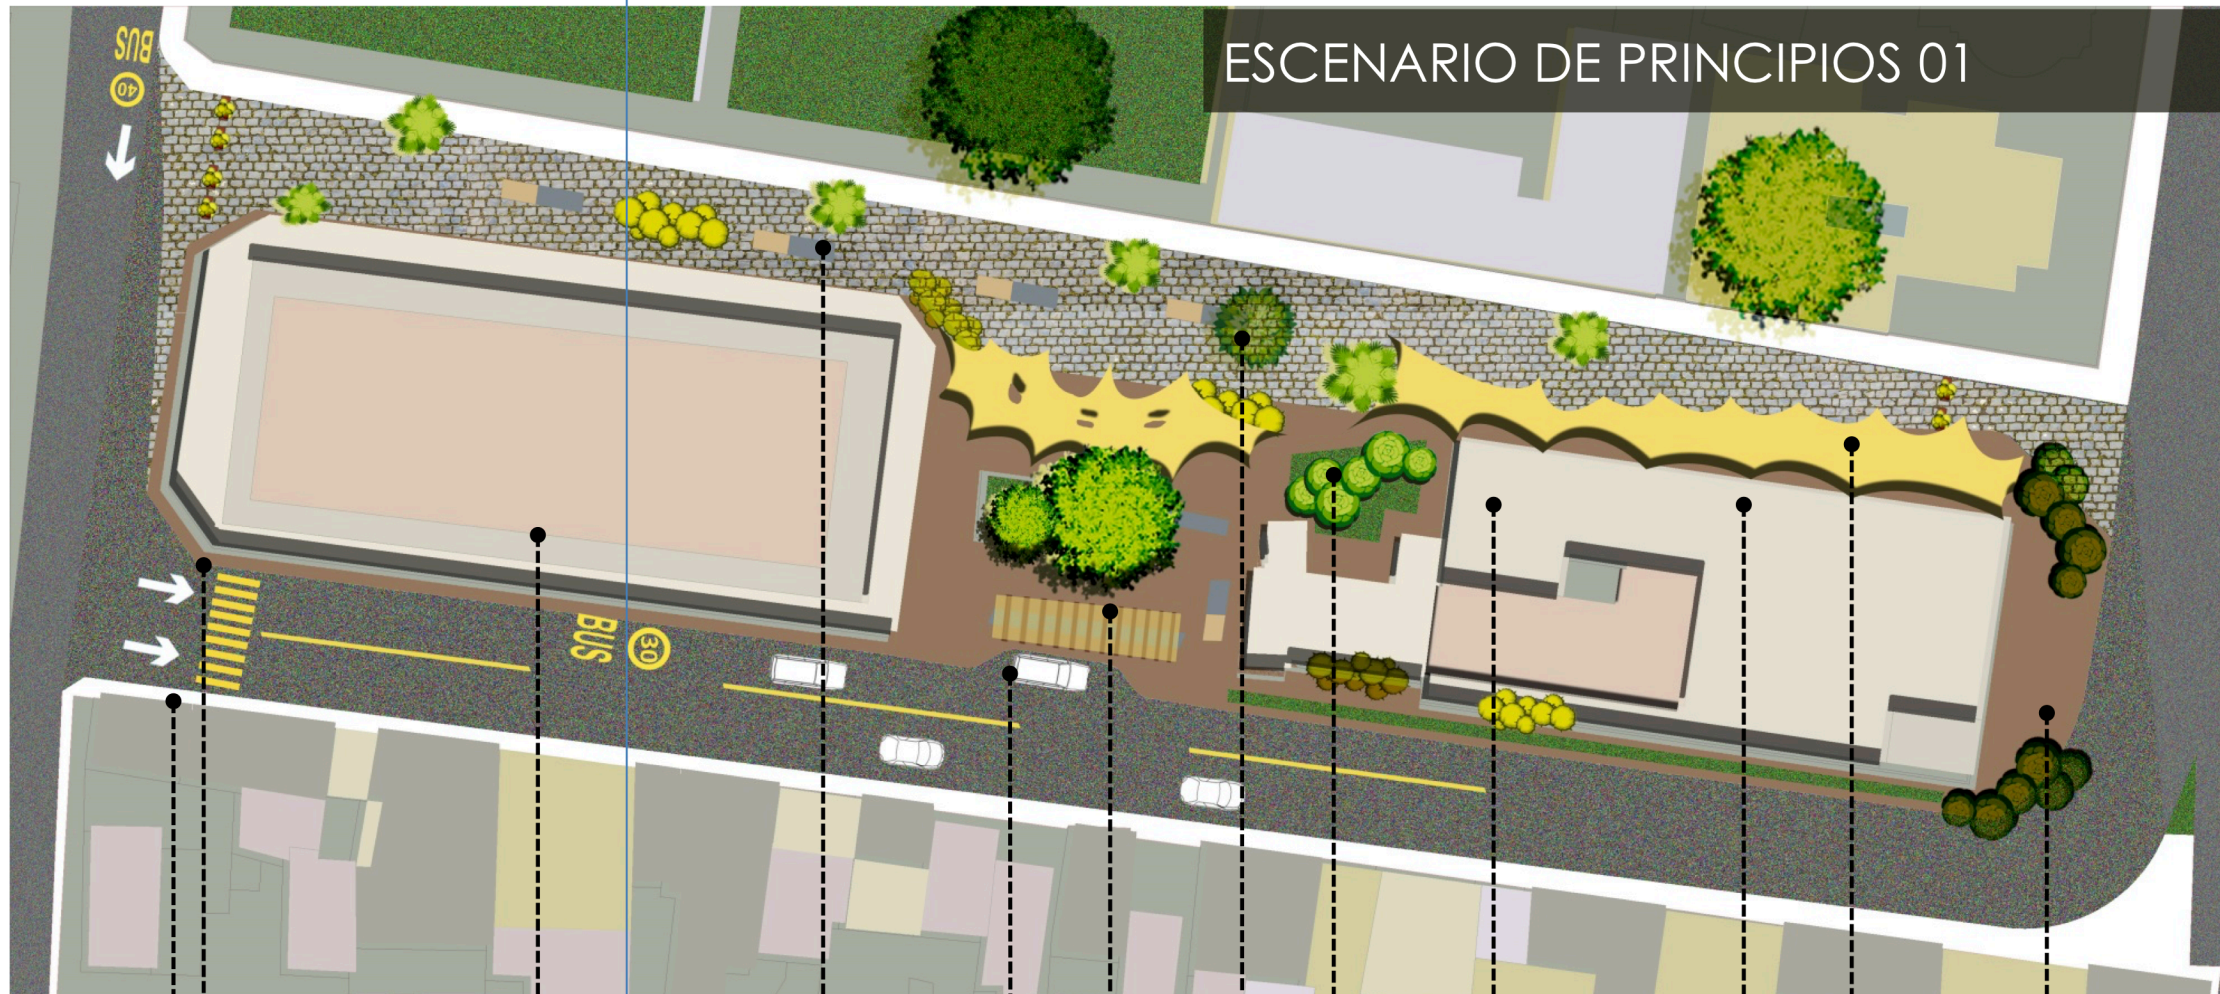 ESCENARIO DE PRINCIPIOS 01
BUS
40
BUS
30